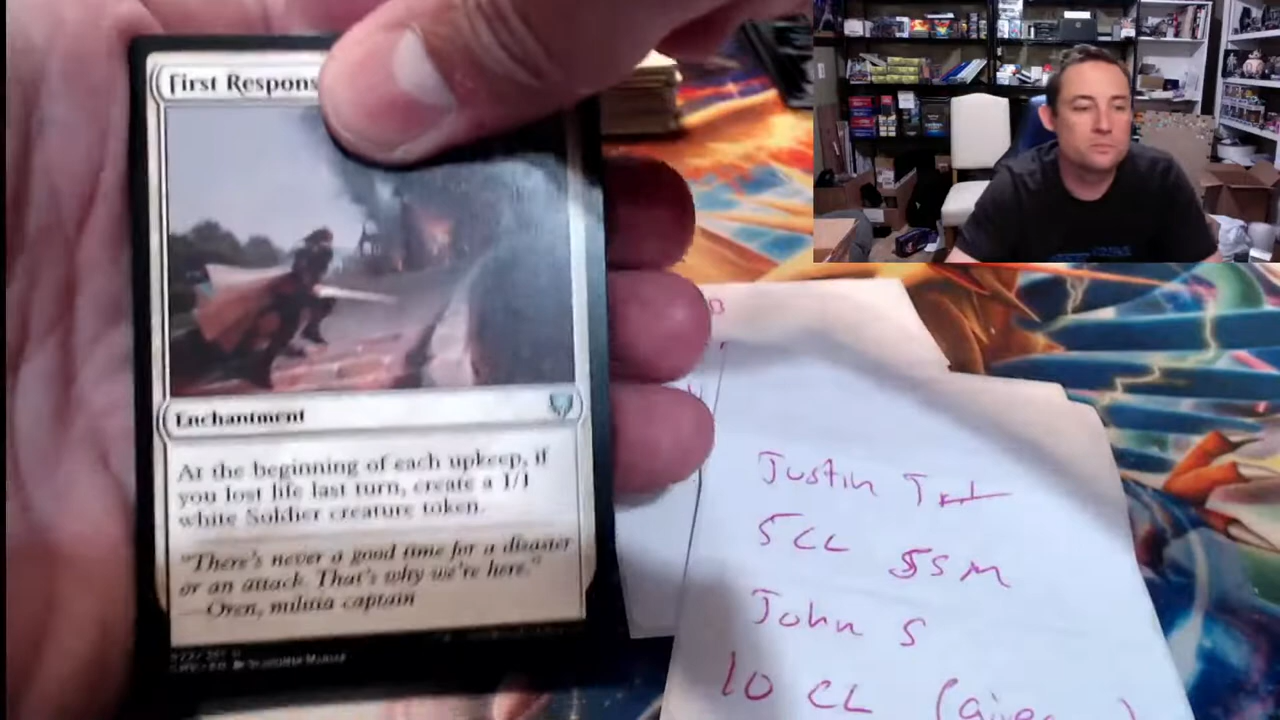 First Respons
Enchantment
At the beginning of each upkeep, if
you lost life last turn, create a 1/1
white Soldier creature token.
"There's never a good time for a disaster
or an attack. That's why we're here."
—Oren, militia captain
Justin T
5 CL 5 SM
John S
10 CL (give